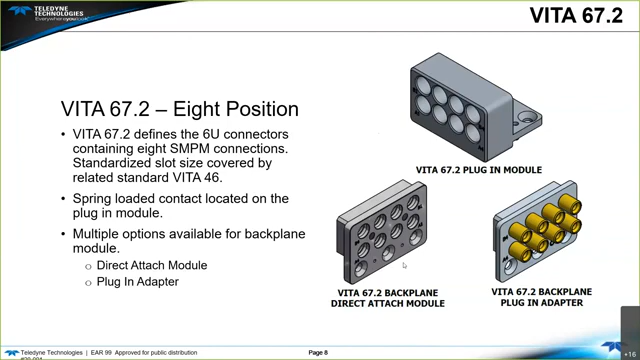 TELEDYNE
TECHNOLOGIES
Everywhereyoulook
VITA 67.2
VITA 67.2 – Eight Position
• VITA 67.2 defines the 6U connectors
containing eight SMPM connections.
Standardized slot size covered by
related standard VITA 46.
• Spring loaded contact located on the
plug in module.
• Multiple options available for backplane
module.
o Direct Attach Module
o Plug In Adapter
VITA 67.2 PLUG IN MODULE
VITA 67.2 BACKPLANE
DIRECT ATTACH MODULE
VITA 67.2 BACKPLANE
PLUG IN ADAPTER
Teledyne Technologies | EAR 99 Approved for public distribution
Page 8
+16